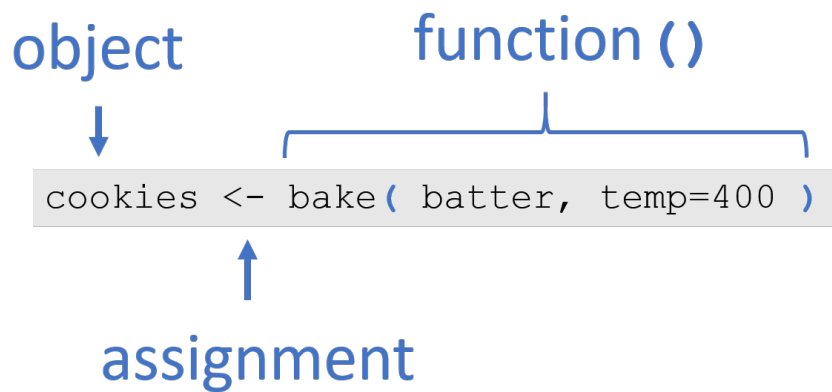 object
function ()
cookies <- bake( batter, temp=400 )
assignment